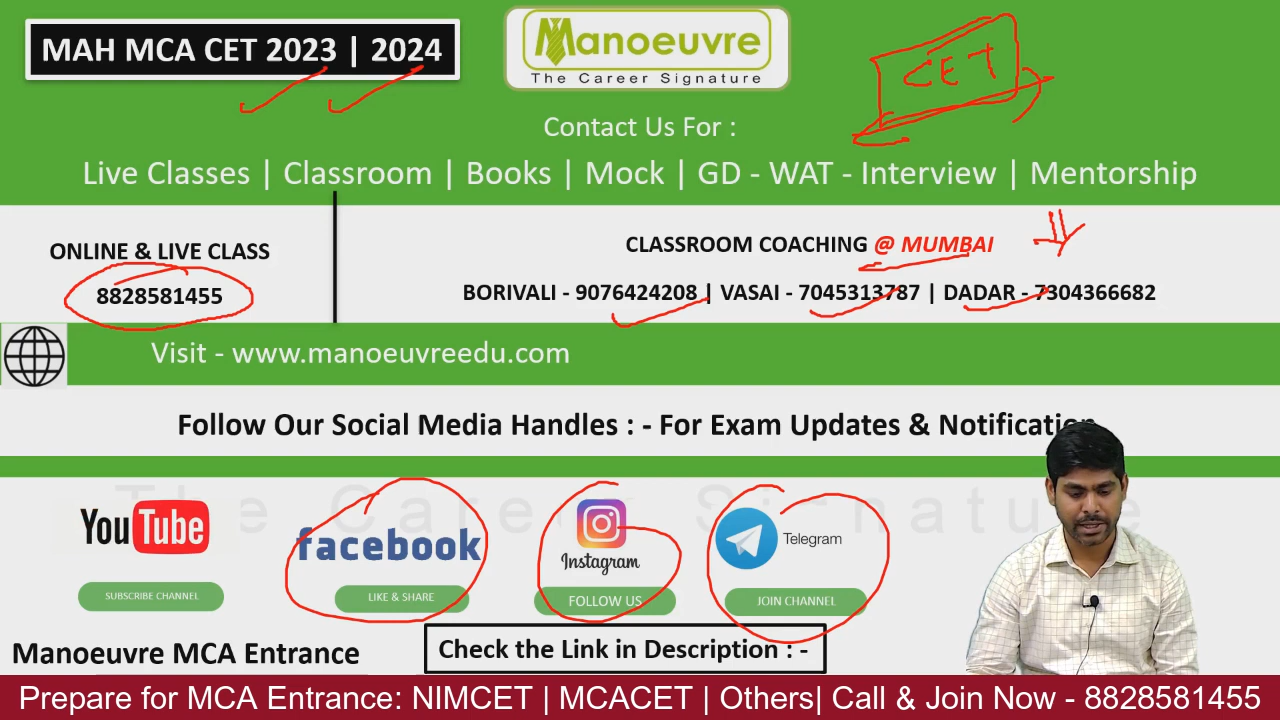 MAH MCA CET 2023 | 2024
Manoeuvre
The Career Signature
CET
Contact Us For :
Live Classes | Classroom | Books | Mock | GD - WAT - Interview | Mentorship
ONLINE & LIVE CLASS
8828581455
CLASSROOM COACHING @ MUMBAI
BORIVALI - 9076424208 | VASAI - 7045313787 | DADAR - 7304366682
Visit - www.manoeuvreedu.com
Follow Our Social Media Handles : - For Exam Updates & Notification
The Career Signature
YouTube
facebook
Instagram
Telegram
SUBSCRIBE CHANNEL
LIKE & SHARE
FOLLOW US
JOIN CHANNEL
Manoeuvre MCA Entrance
Check the Link in Description : -
Prepare for MCA Entrance: NIMCET | MCACET | Others| Call & Join Now - 8828581455